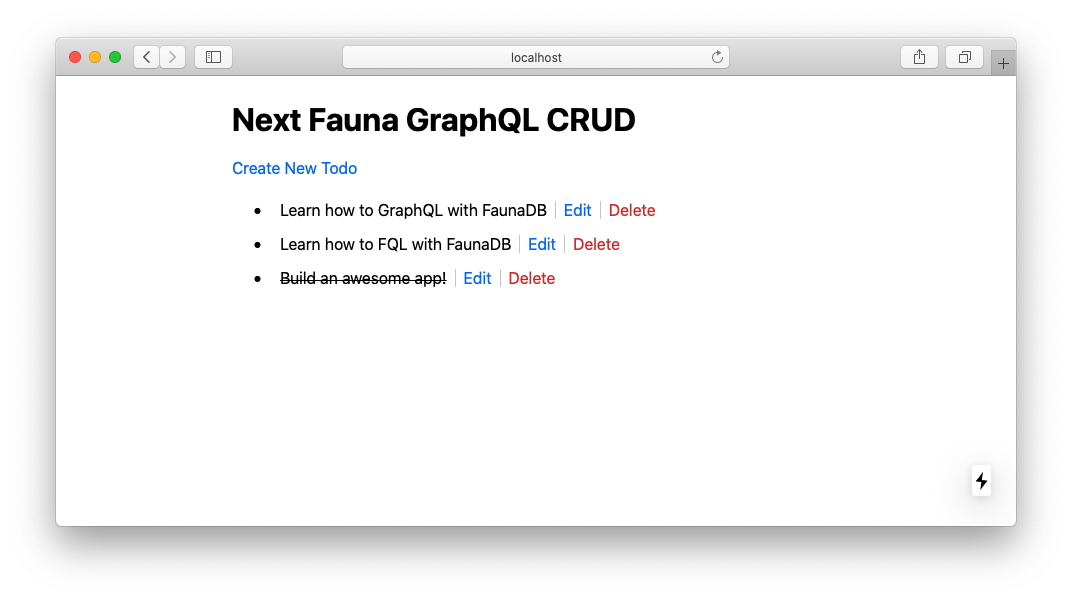 localhost
Next Fauna GraphQL CRUD
Create New Todo
Learn how to GraphQL with FaunaDB Edit Delete
Learn how to FQL with FaunaDB Edit Delete
Build an awesome app! Edit Delete